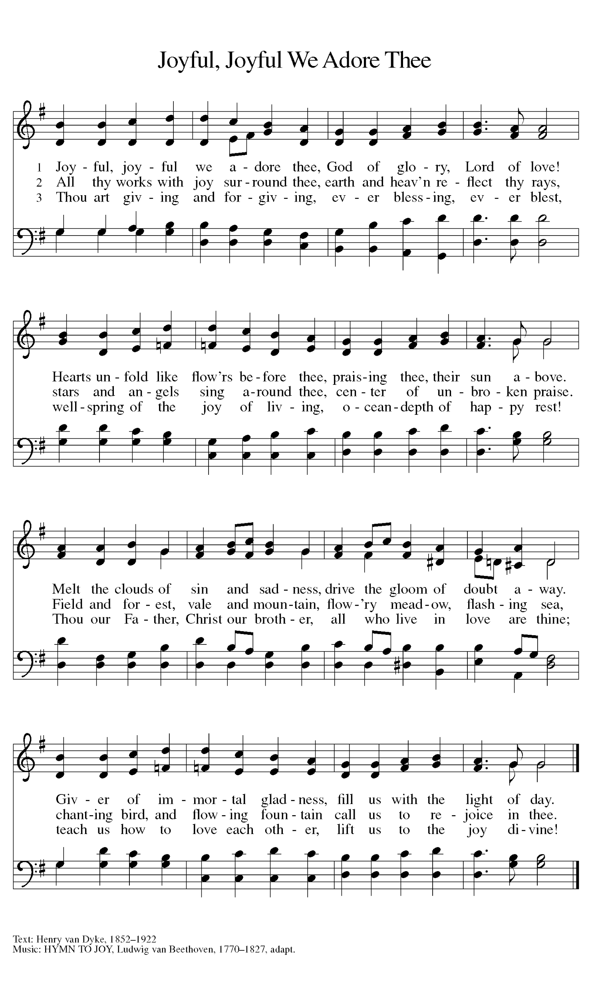 Joyful, Joyful We Adore Thee
1 Joy - ful, joy - ful we a - dore thee, God of glo - ry, Lord of love!
2 All thy works with joy sur - round thee, earth and heav'n re - flect thy rays,
3 Thou art giv - ing and for - giv - ing, ev - er bless - ing, ev - er blest,
Hearts un - fold like flow'rs be - fore thee, prais - ing thee, their sun a - bove.
stars and an - gels sing a - round thee, cen - ter of un - bro - ken praise.
well - spring of the joy of liv - ing, o - cean - depth of hap - py rest!
Melt the clouds of sin and sad - ness, drive the gloom of doubt a - way.
Field and for - est, vale and moun - tain, flow - 'ry mead - ow, flash - ing sea,
Thou our Fa - ther, Christ our broth - er, all who live in love are thine;
Giv - er of im - mor - tal glad - ness, fill us with the light of day.
chant - ing bird, and flow - ing foun - tain call us to re - joice in thee.
teach us how to love each oth - er, lift us to the joy di - vine!
Text: Henry van Dyke, 1852–1922
Music: HYMN TO JOY, Ludwig van Beethoven, 1770–1827, adapt.